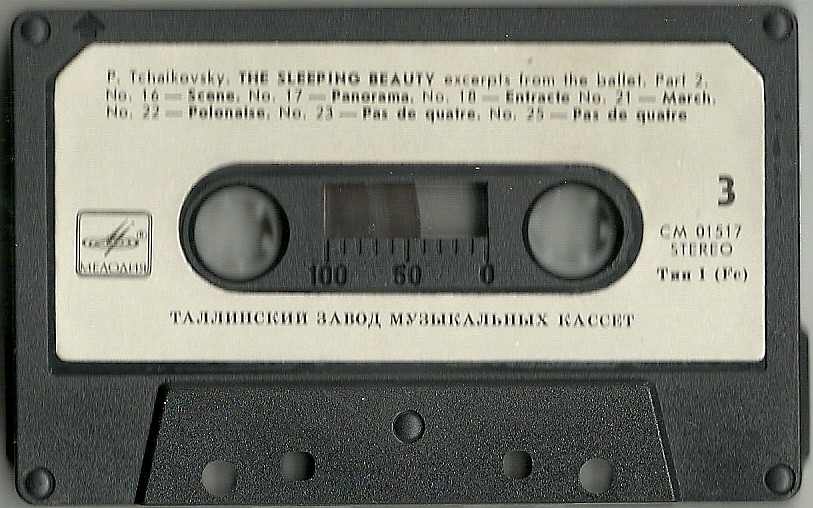 P. Tchaikovsky. THE SLEEPING BEAUTY excerpts from the ballet, Part 2.
No. 16 — Scene, No. 17 — Panorama, No. 18 — Entracte No. 21 — March,
No. 22 — Polonaise, No. 23 — Pas de quatre, No. 25 — Pas de quatre
3
СМ 01517
STEREO
Тип I (Fe)
®
МЕЛОДИЯ
100 50 0
ТАЛЛИНСКИЙ ЗАВОД МУЗЫКАЛЬНЫХ КАССЕТ